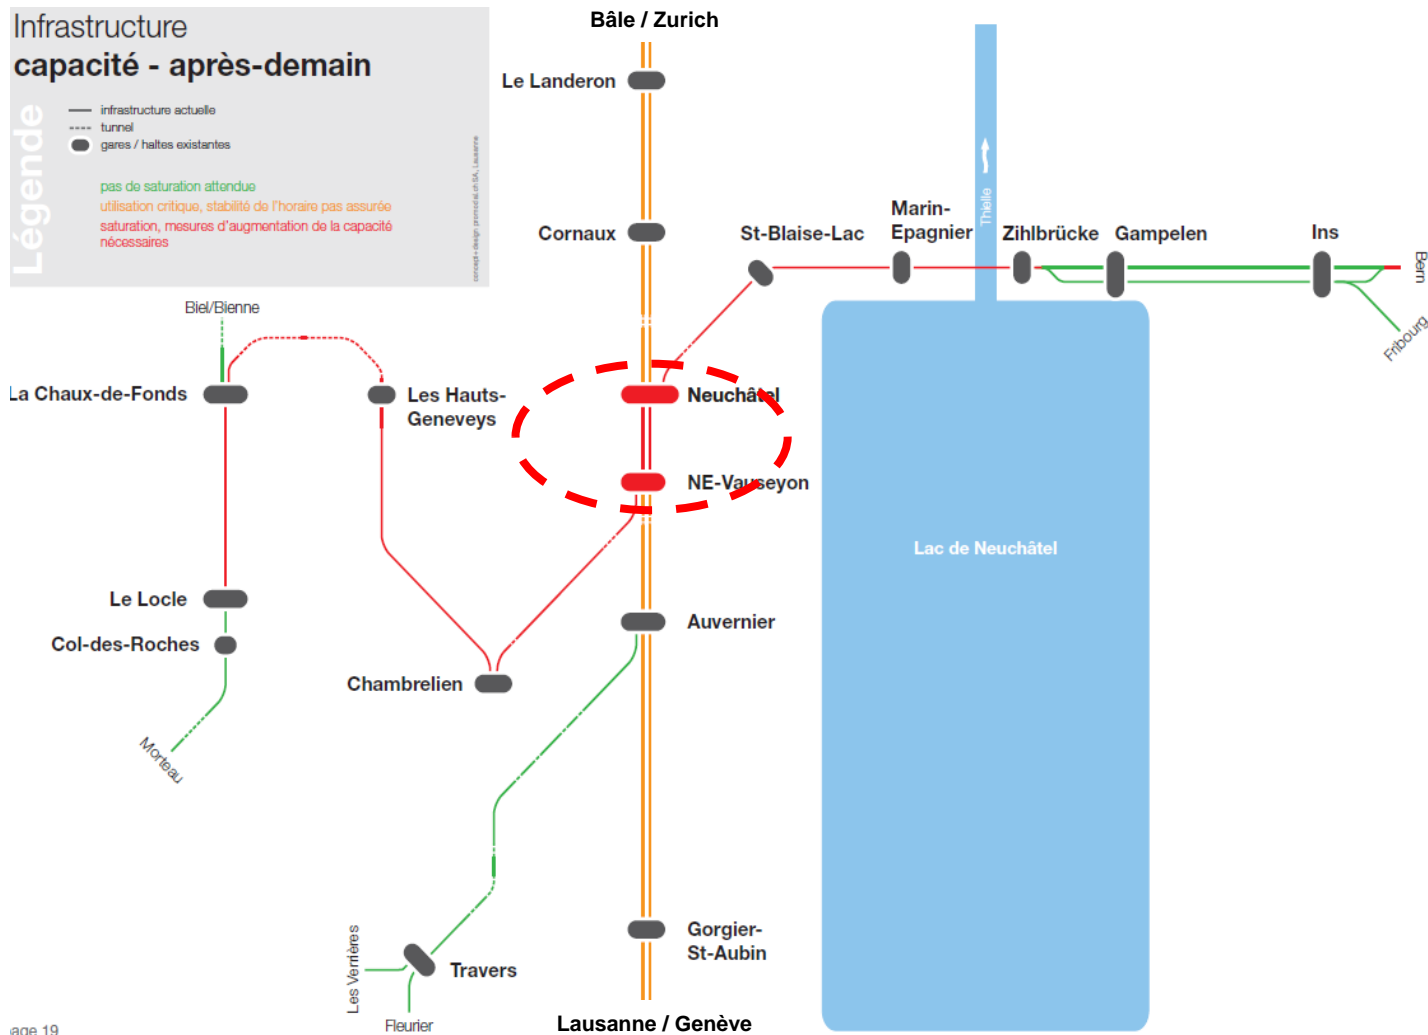 Infrastructure
capacité - après-demain
Légende
infrastructure actuelle
tunnel
gares / haltes existantes
pas de saturation attendue
utilisation critique, stabilité de l'horaire pas assurée
saturation, mesures d'augmentation de la capacité
nécessaires
Bâle / Zurich
Le Landeron
Cornaux
St-Blaise-Lac
Marin-
Epagnier
Thielle
Zihlbrücke
Gampelen
Ins
Bern
Fribourg
Biel/Bienne
La Chaux-de-Fonds
Les Hauts-
Geneveys
Neuchâtel
NE-Vauseyon
Lac de Neuchâtel
Le Locle
Col-des-Roches
Auvernier
Chambrelien
Morteau
Gorgier-
St-Aubin
Les Verrières
Travers
Fleurier
Lausanne / Genève
page 19